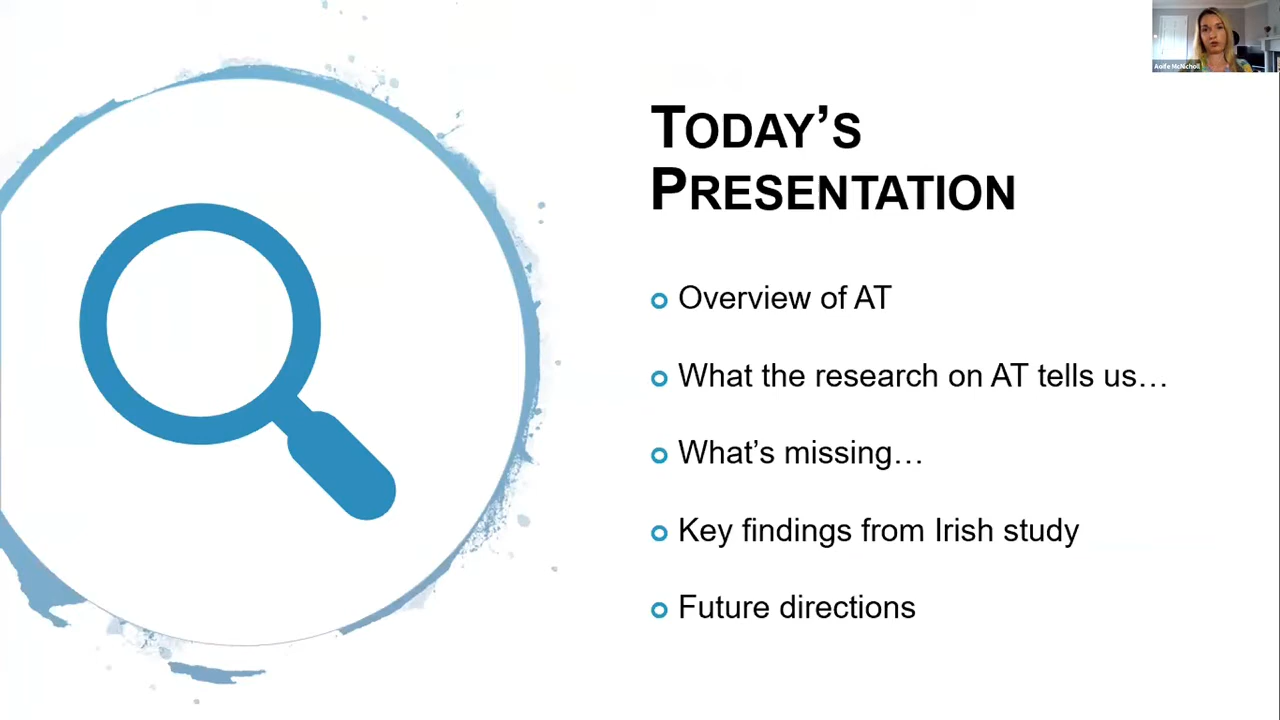 Aoife McNicholl
TODAY'S
PRESENTATION
Overview of AT
What the research on AT tells us…
What's missing…
Key findings from Irish study
Future directions